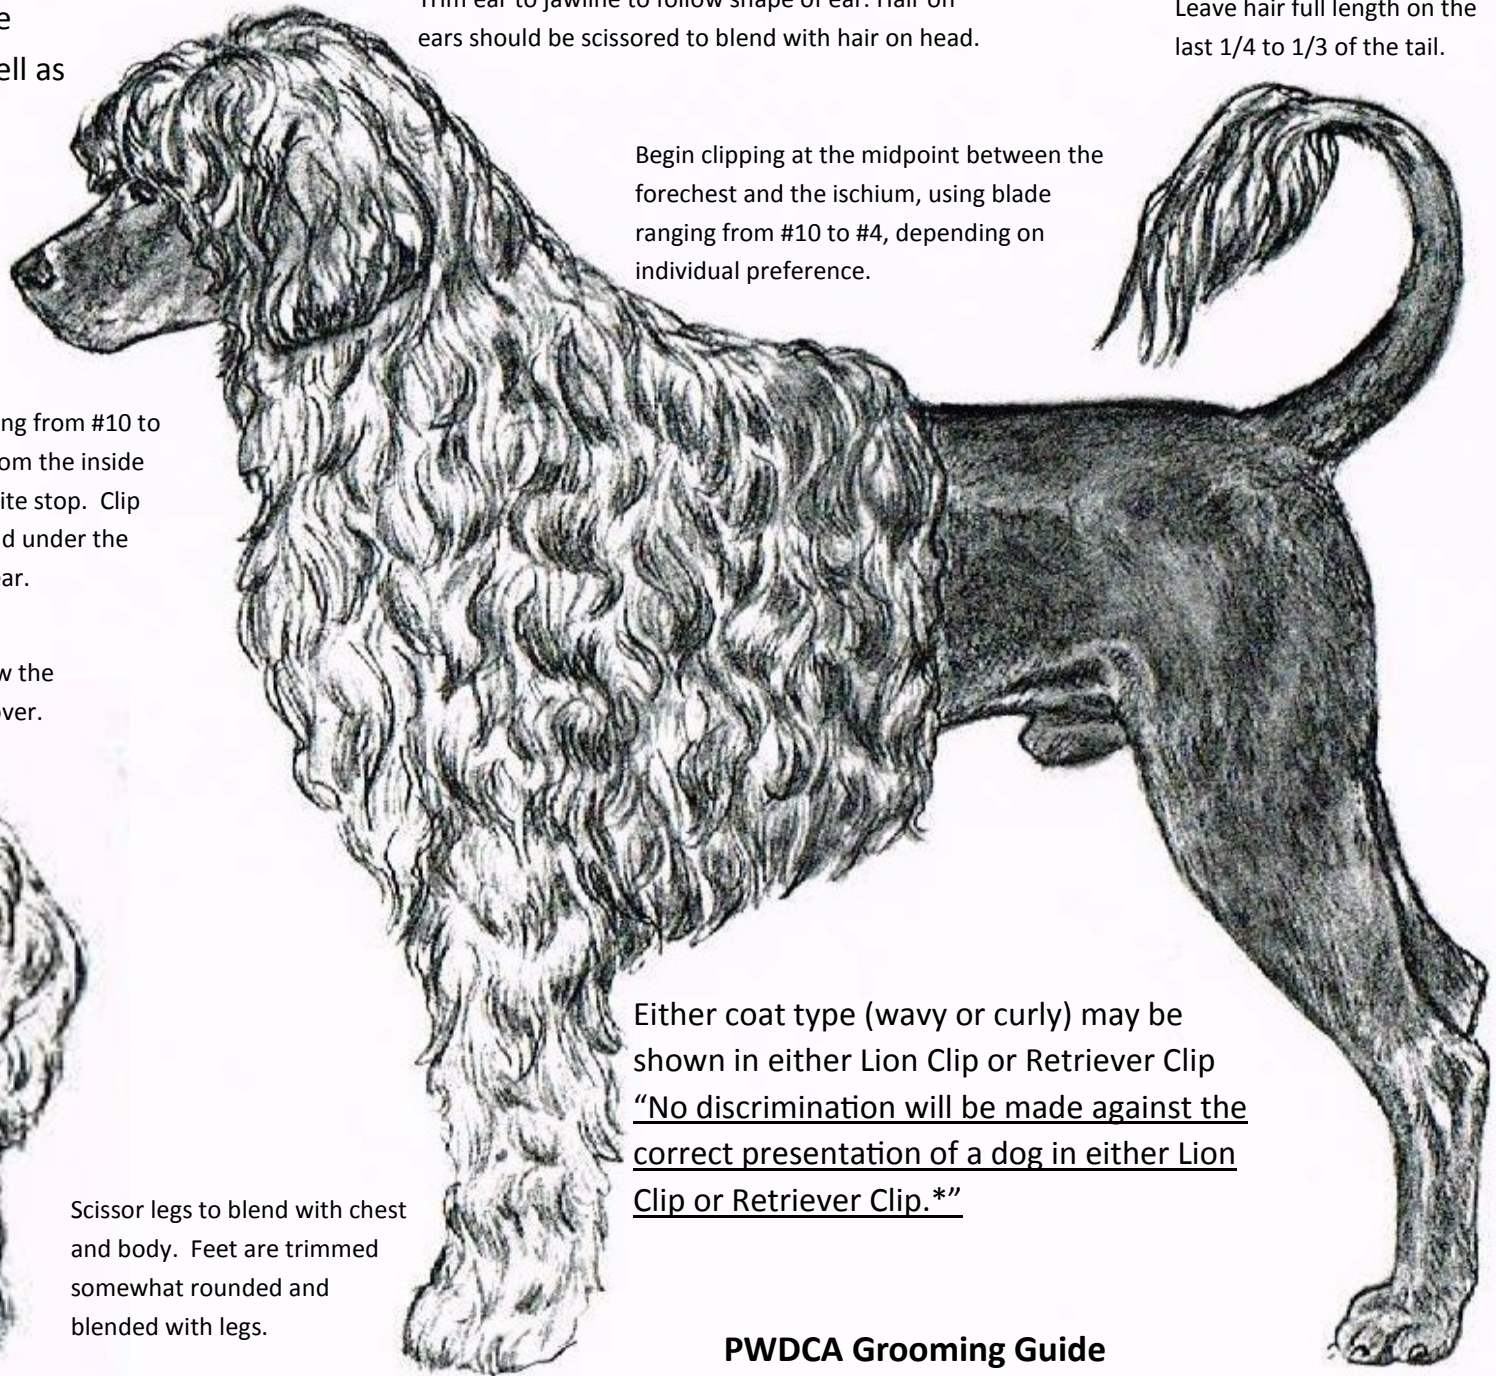 e
ell as
Trim ear to jawline to follow shape of ear. Hair on
ears should be scissored to blend with hair on head.
Leave hair full length on the
last 1/4 to 1/3 of the tail.
Begin clipping at the midpoint between the
forechest and the ischium, using blade
ranging from #10 to #4, depending on
individual preference.
ng from #10 to
om the inside
ite stop.  Clip
d under the
ear.
w the
over.
Either coat type (wavy or curly) may be
shown in either Lion Clip or Retriever Clip
“No discrimination will be made against the
correct presentation of a dog in either Lion
Clip or Retriever Clip.*”
Scissor legs to blend with chest
and body.  Feet are trimmed
somewhat rounded and
blended with legs.
PWDCA Grooming Guide